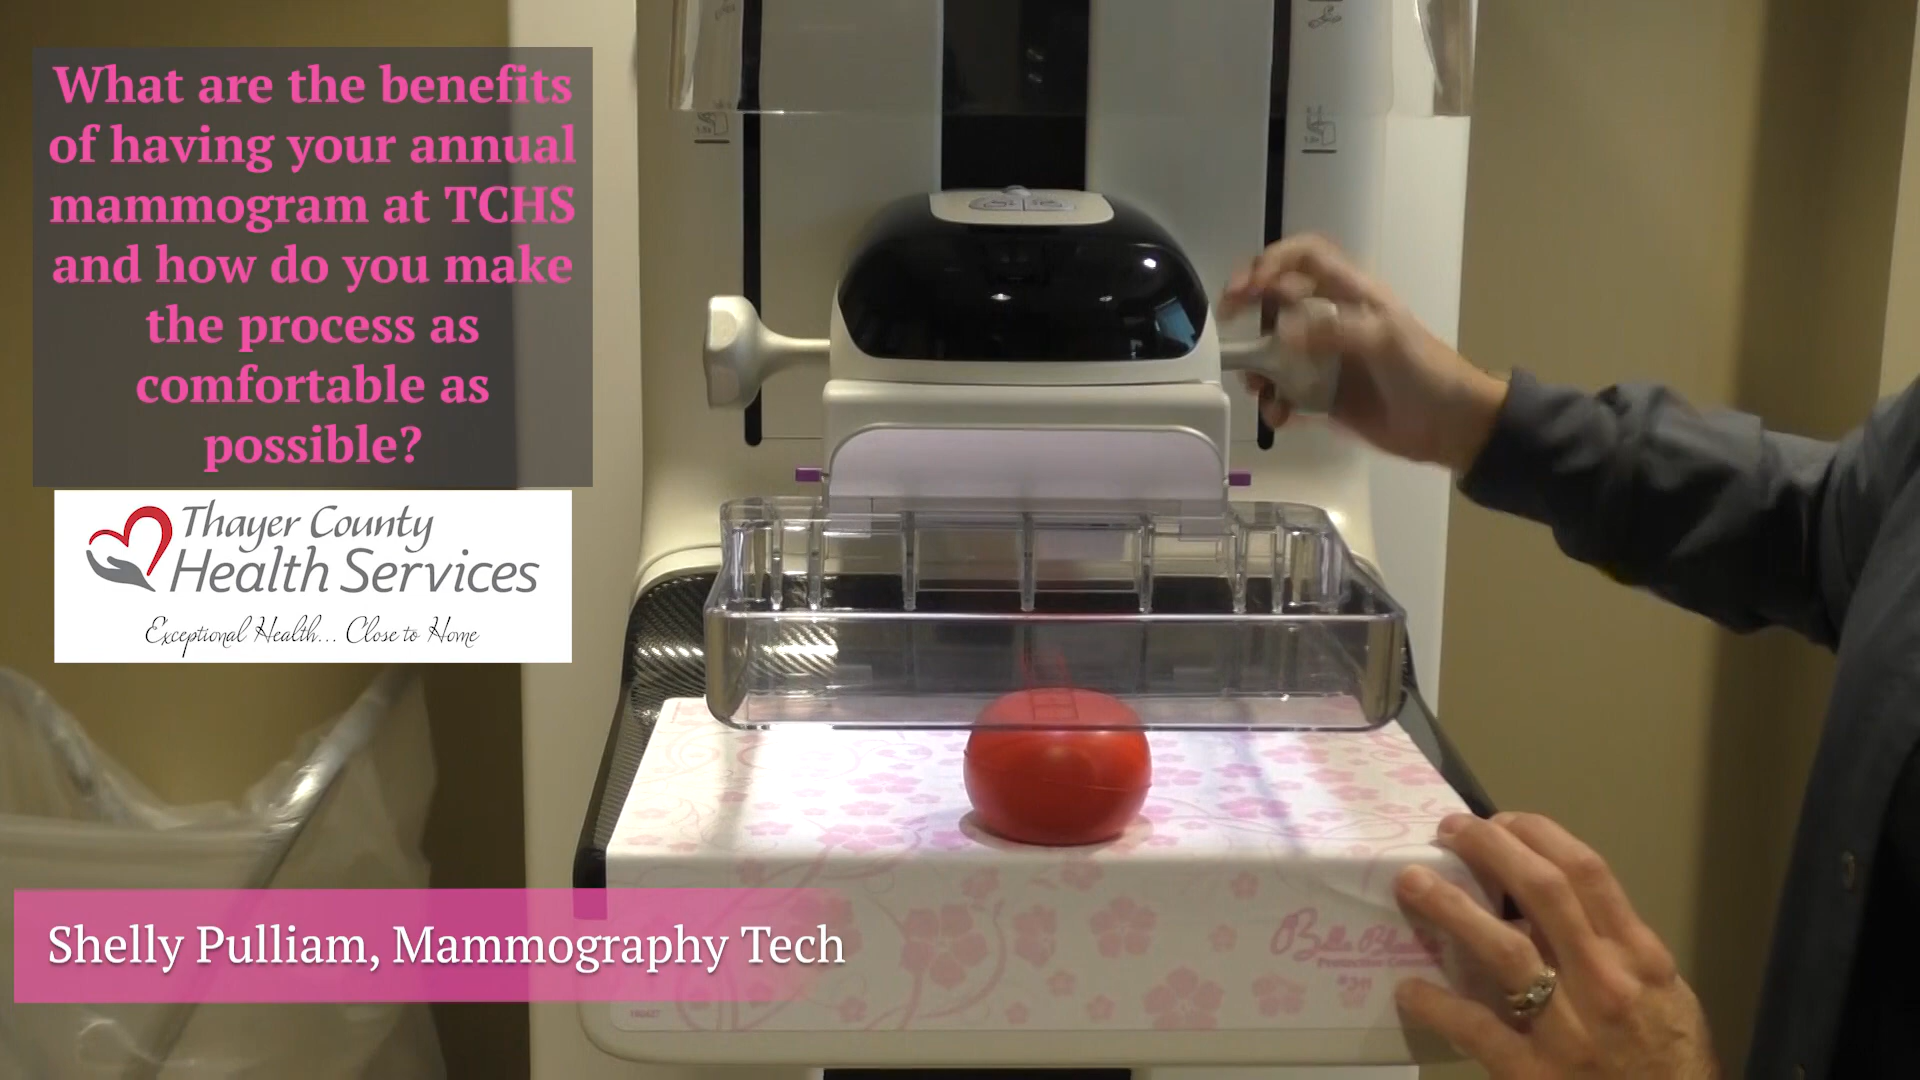 What are the benefits
of having your annual
mammogram at TCHS
and how do you make
the process as
comfortable as
possible?
Thayer County
Health Services
Exceptional Health... Close to Home
Shelly Pulliam, Mammography Tech